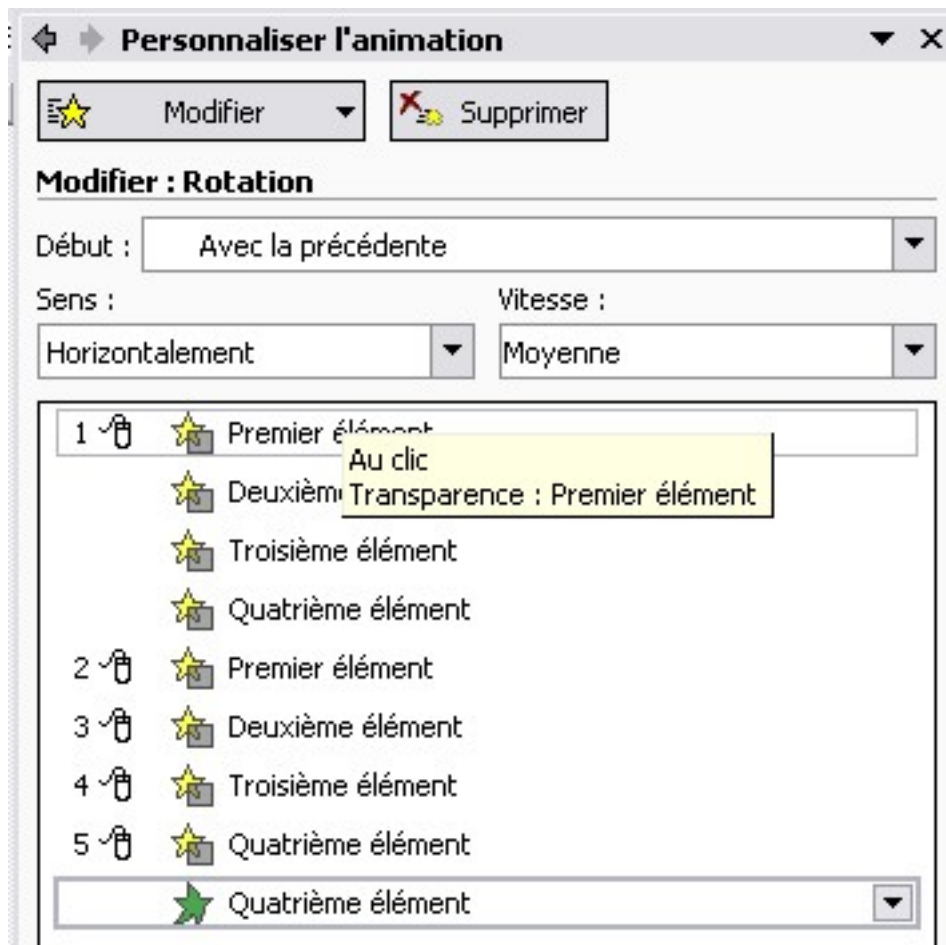 Personnaliser l'animation
Modifier Supprimer
Modifier : Rotation
Début : Avec la précédente
Sens : Vitesse :
Horizontalement Moyenne
1 Premier élément
Au clic
Deuxièm
Transparence : Premier élément
Troisième élément
Quatrième élément
2 Premier élément
3 Deuxième élément
4 Troisième élément
5 Quatrième élément
Quatrième élément